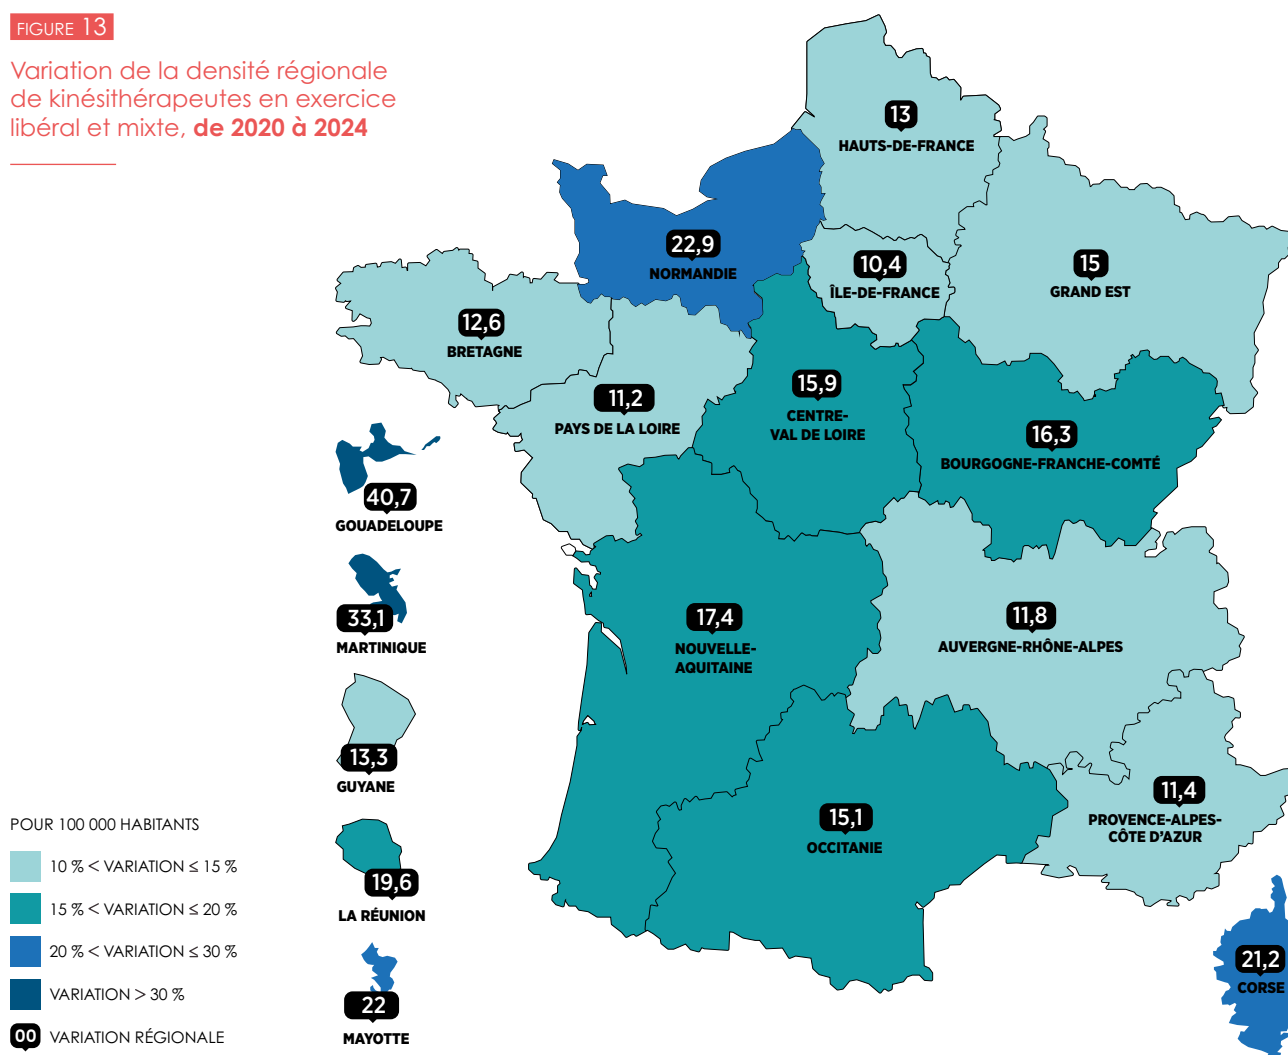 FIGURE 13
Variation de la densité régionale
de kinésithérapeutes en exercice
libéral et mixte, de 2020 à 2024
13
HAUTS-DE-FRANCE
22,9
NORMANDIE
10,4
ÎLE-DE-FRANCE
15
GRAND EST
12,6
BRETAGNE
11,2
PAYS DE LA LOIRE
15,9
CENTRE-
VAL DE LOIRE
16,3
BOURGOGNE-FRANCHE-COMTÉ
40,7
GOUADELOUPE
33,1
MARTINIQUE
17,4
NOUVELLE-
AQUITAINE
11,8
AUVERGNE-RHÔNE-ALPES
13,3
GUYANE
15,1
OCCITANIE
11,4
PROVENCE-ALPES-
CÔTE D'AZUR
19,6
LA RÉUNION
22
MAYOTTE
21,2
CORSE
POUR 100 000 HABITANTS
10 % < VARIATION ≤ 15 %
15 % < VARIATION ≤ 20 %
20 % < VARIATION ≤ 30 %
VARIATION > 30 %
00 VARIATION RÉGIONALE